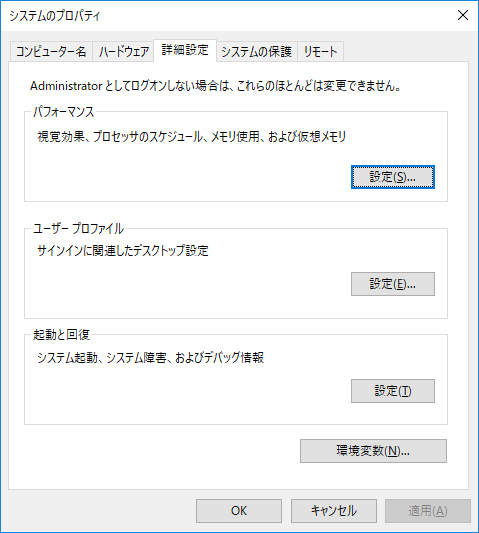 システムのプロパティ
コンピューター名 ハードウェア 詳細設定 システムの保護 リモート
Administrator としてログオンしない場合は、これらのほとんどは変更できません。
パフォーマンス
視覚効果、プロセッサのスケジュール、メモリ使用、および仮想メモリ
設定(S)...
ユーザー プロファイル
サインインに関連したデスクトップ設定
設定(E)...
起動と回復
システム起動、システム障害、およびデバッグ情報
設定(T)
環境変数(N)...
OK キャンセル 適用(A)